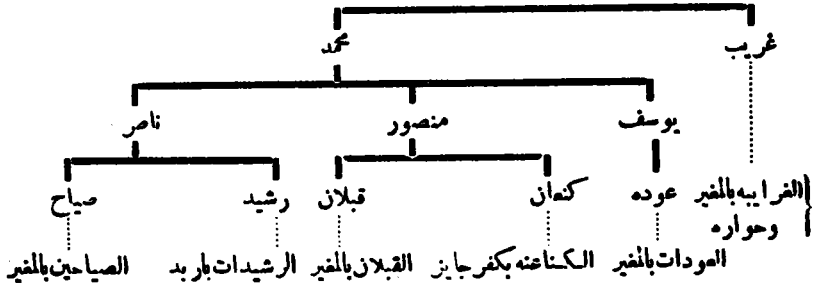 محمد
غريب
يوسف
منصور
ناصر
عوده
كنعان
قبلان
رشيد
صياح
الغرايبه بالمغير
وحواره
العودات بالمغير
الكناعنه بكفرجايز
القبلان بالمغير
الرشيدات باربد
الصياحين بالمغير